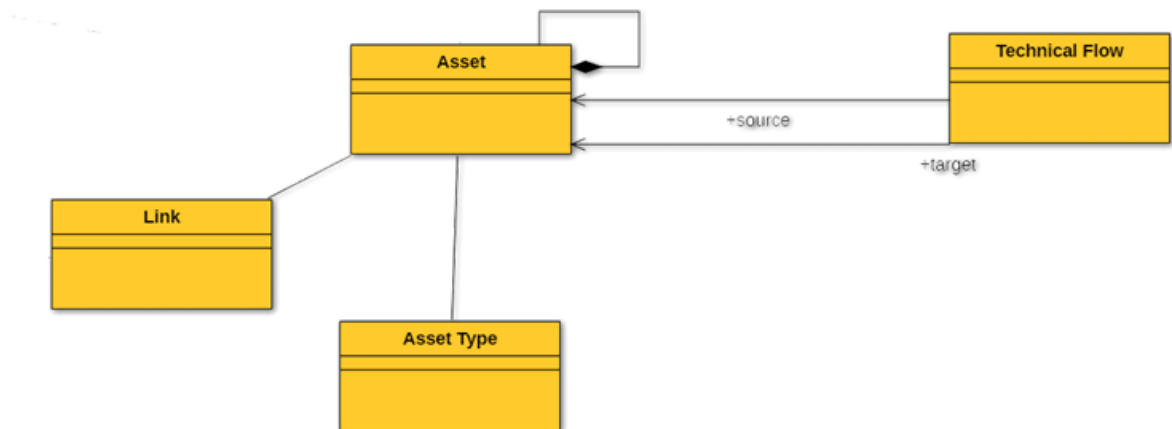 Asset
Technical Flow
+source
+target
Link
Asset Type